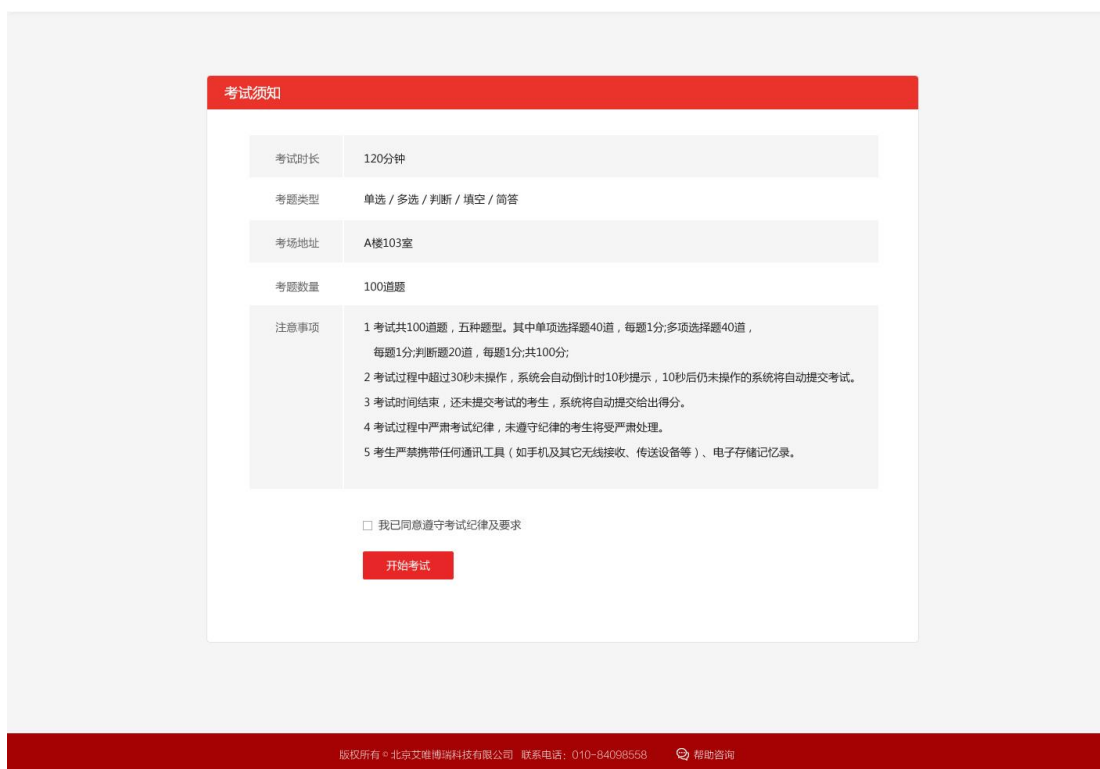 考试须知
考试时长 120分钟
考题类型 单选 / 多选 / 判断 / 填空 / 简答
考场地址 A楼103室
考题数量 100道题
注意事项 1 考试共100道题，五种题型。其中单项选择题40道，每题1分;多项选择题40道，
每题1分;判断题20道，每题1分;共100分;
2 考试过程中超过30秒未操作，系统会自动倒计时10秒提示，10秒后仍未操作的系统将自动提交考试。
3 考试时间结束，还未提交考试的考生，系统将自动提交给出得分。
4 考试过程中严肃考试纪律，未遵守纪律的考生将受严肃处理。
5 考生严禁携带任何通讯工具（如手机及其它无线接收、传送设备等）、电子存储记忆录。
我已同意遵守考试纪律及要求
开始考试
版权所有©北京艾唯博瑞科技有限公司 联系电话：010-84098558 帮助咨询